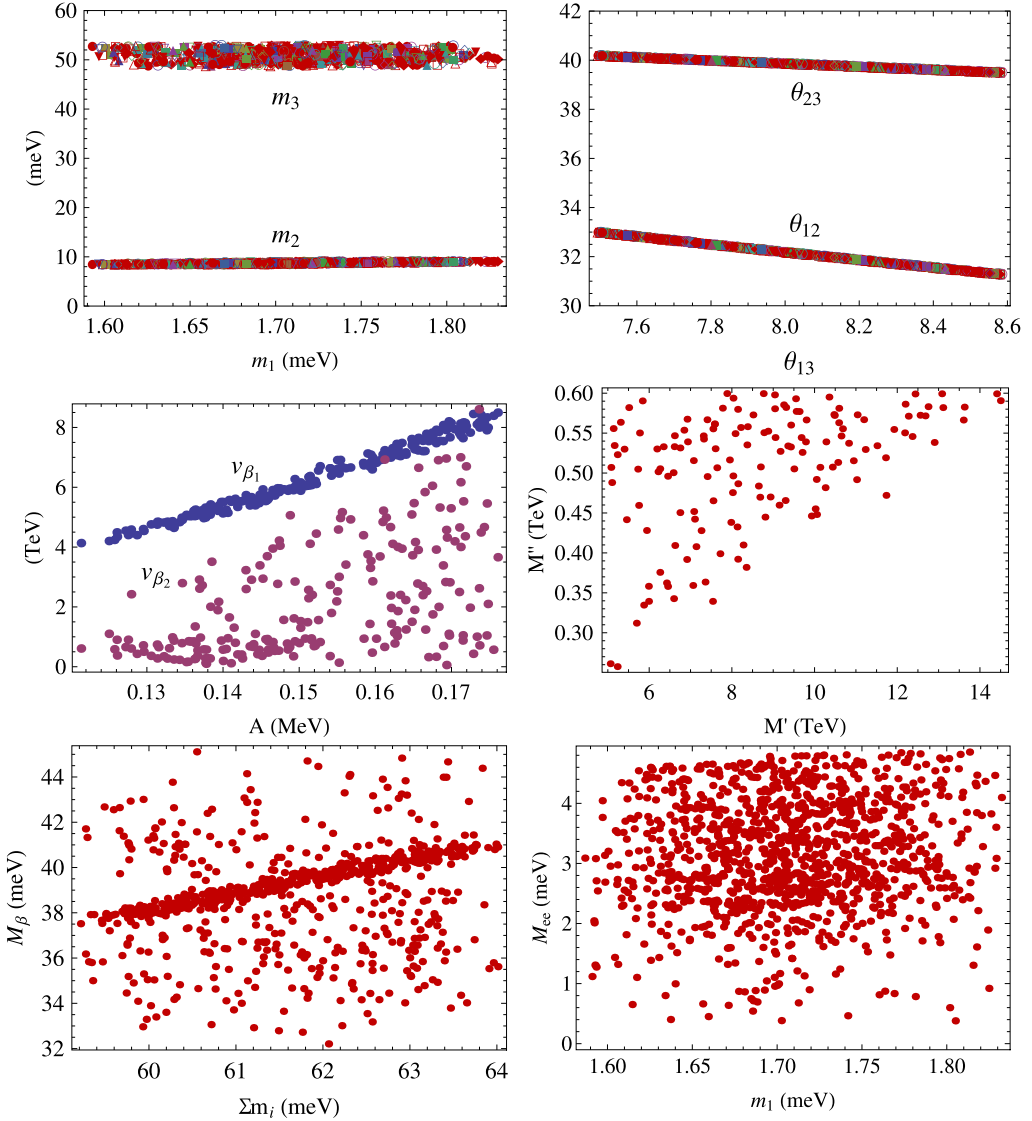 60
50
40
30
20
10
0
(meV)
m₃
m₂
1.60 1.65 1.70 1.75 1.80
m₁ (meV)
42
40
38
36
34
32
30
θ₂₃
θ₁₂
7.6 7.8 8.0 8.2 8.4 8.6
θ₁₃
8
6
4
2
0
(TeV)
vβ₁
vβ₂
0.13 0.14 0.15 0.16 0.17
A (MeV)
0.60
0.55
0.50
0.45
0.40
0.35
0.30
M'' (TeV)
6 8 10 12 14
M' (TeV)
44
42
40
38
36
34
32
Mβ (meV)
60 61 62 63 64
Σmᵢ (meV)
4
3
2
1
0
Mₑₑ (meV)
1.60 1.65 1.70 1.75 1.80
m₁ (meV)